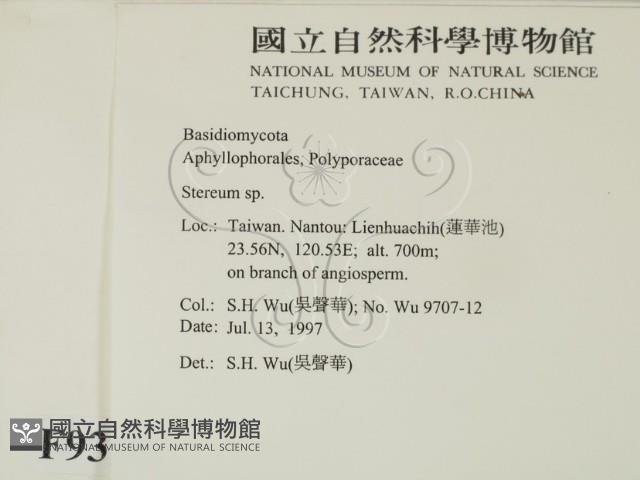 國立自然科學博物館
NATIONAL MUSEUM OF NATURAL SCIENCE
TAICHUNG, TAIWAN, R.O.CHINA
Basidiomycota
Aphyllophorales, Polyporaceae
Stereum sp.
Loc.: Taiwan. Nantou: Lienhuachih(蓮華池)
23.56N, 120.53E; alt. 700m;
on branch of angiosperm.
Col.: S.H. Wu(吳聲華); No. Wu 9707-12
Date: Jul. 13, 1997
Det.: S.H. Wu(吳聲華)
國立自然科學博物館
NATIONAL MUSEUM OF NATURAL SCIENCE
F93